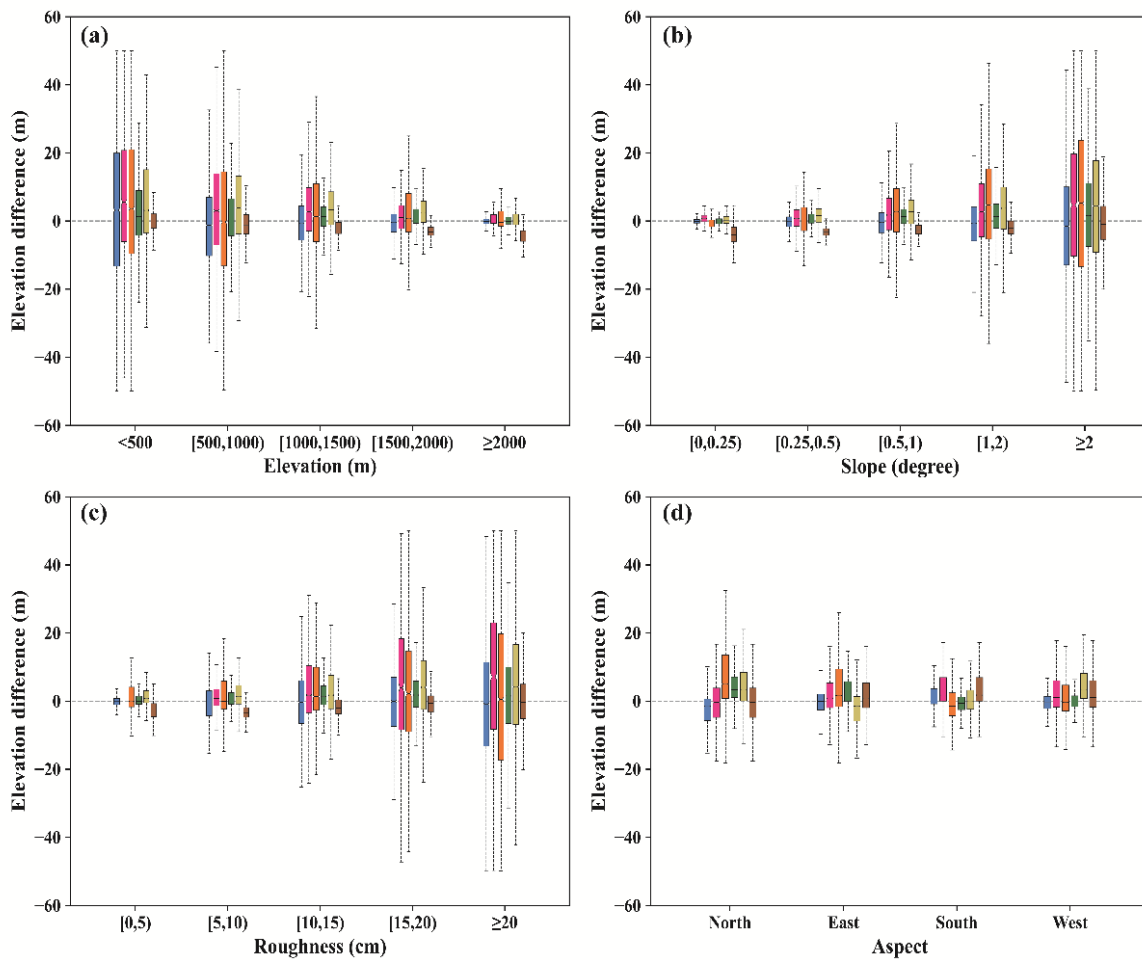 (a)
Elevation difference (m)
60
40
20
0
−20
−40
−60
<500 [500,1000) [1000,1500) [1500,2000) ≥2000
Elevation (m)
(b)
Elevation difference (m)
60
40
20
0
−20
−40
−60
[0,0.25) [0.25,0.5) [0.5,1) [1,2) ≥2
Slope (degree)
(c)
Elevation difference (m)
60
40
20
0
−20
−40
−60
[0,5) [5,10) [10,15) [15,20) ≥20
Roughness (cm)
(d)
Elevation difference (m)
60
40
20
0
−20
−40
−60
North East South West
Aspect